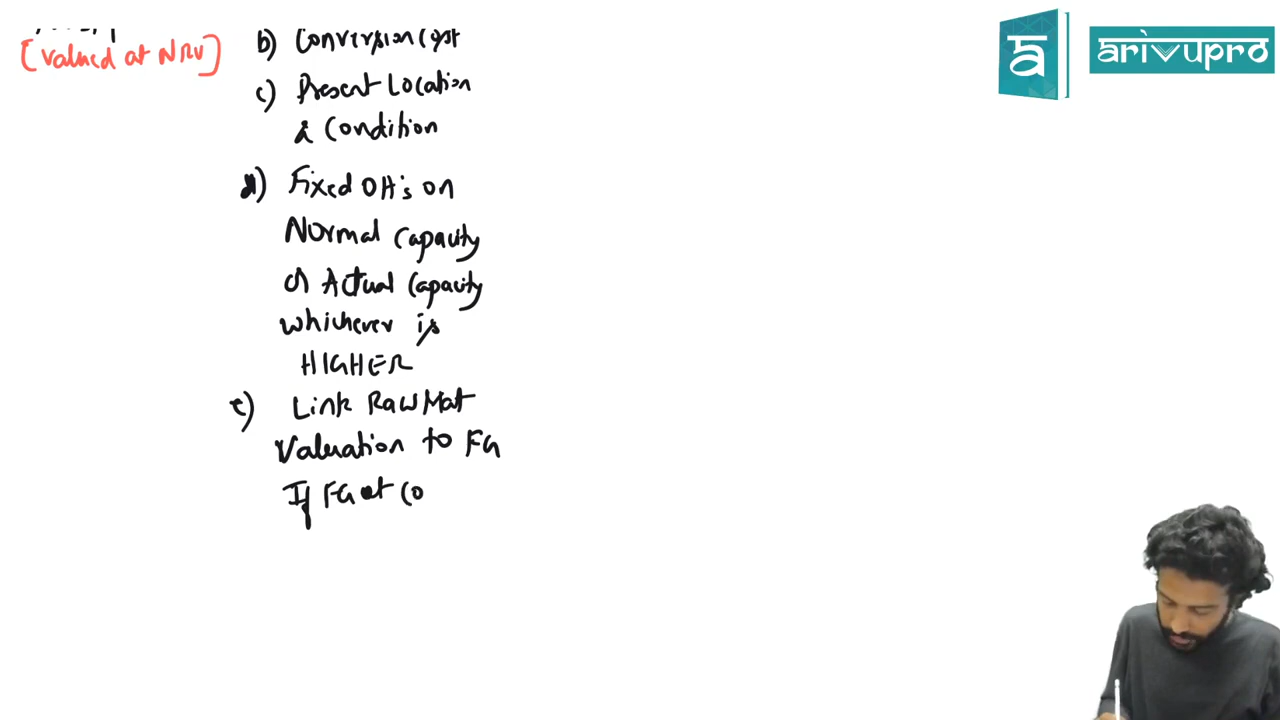 [Valued at NRV]
b) Conversion Cost
c) Present Location
& Condition
d) Fixed OH's on
Normal Capacity
or Actual Capacity
whichever is
HIGHER
e) Link Raw Mat
Valuation to FG
If FG at Co
arivupro